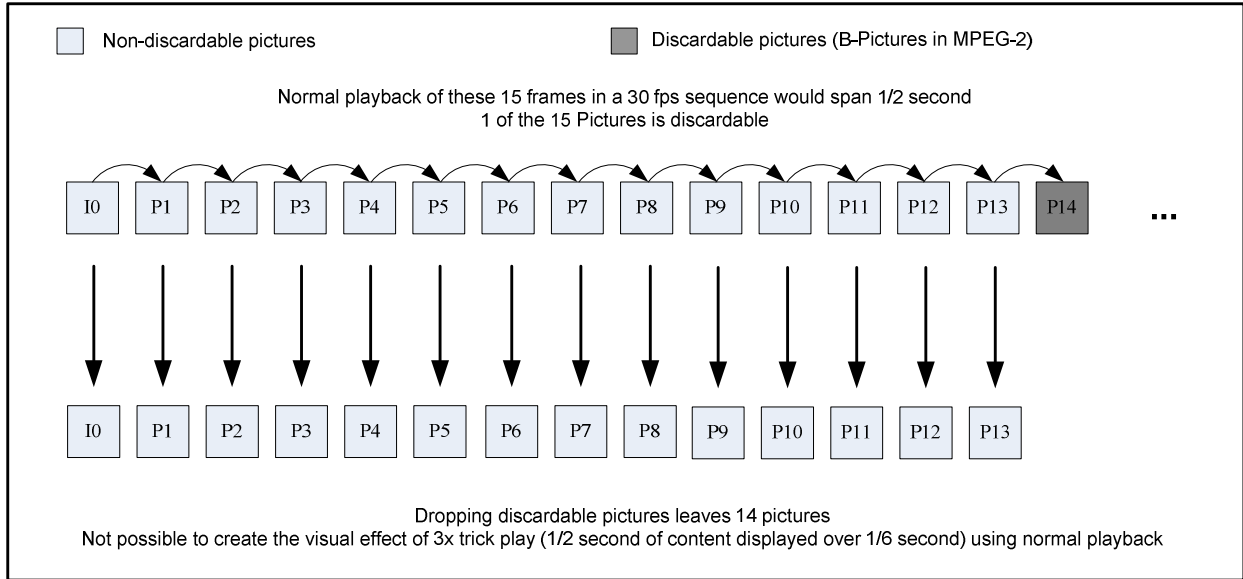 Non-discardable pictures
Discardable pictures (B-Pictures in MPEG-2)
Normal playback of these 15 frames in a 30 fps sequence would span 1/2 second
1 of the 15 Pictures is discardable
I0 P1 P2 P3 P4 P5 P6 P7 P8 P9 P10 P11 P12 P13 P14 ...
I0 P1 P2 P3 P4 P5 P6 P7 P8 P9 P10 P11 P12 P13
Dropping discardable pictures leaves 14 pictures
Not possible to create the visual effect of 3x trick play (1/2 second of content displayed over 1/6 second) using normal playback